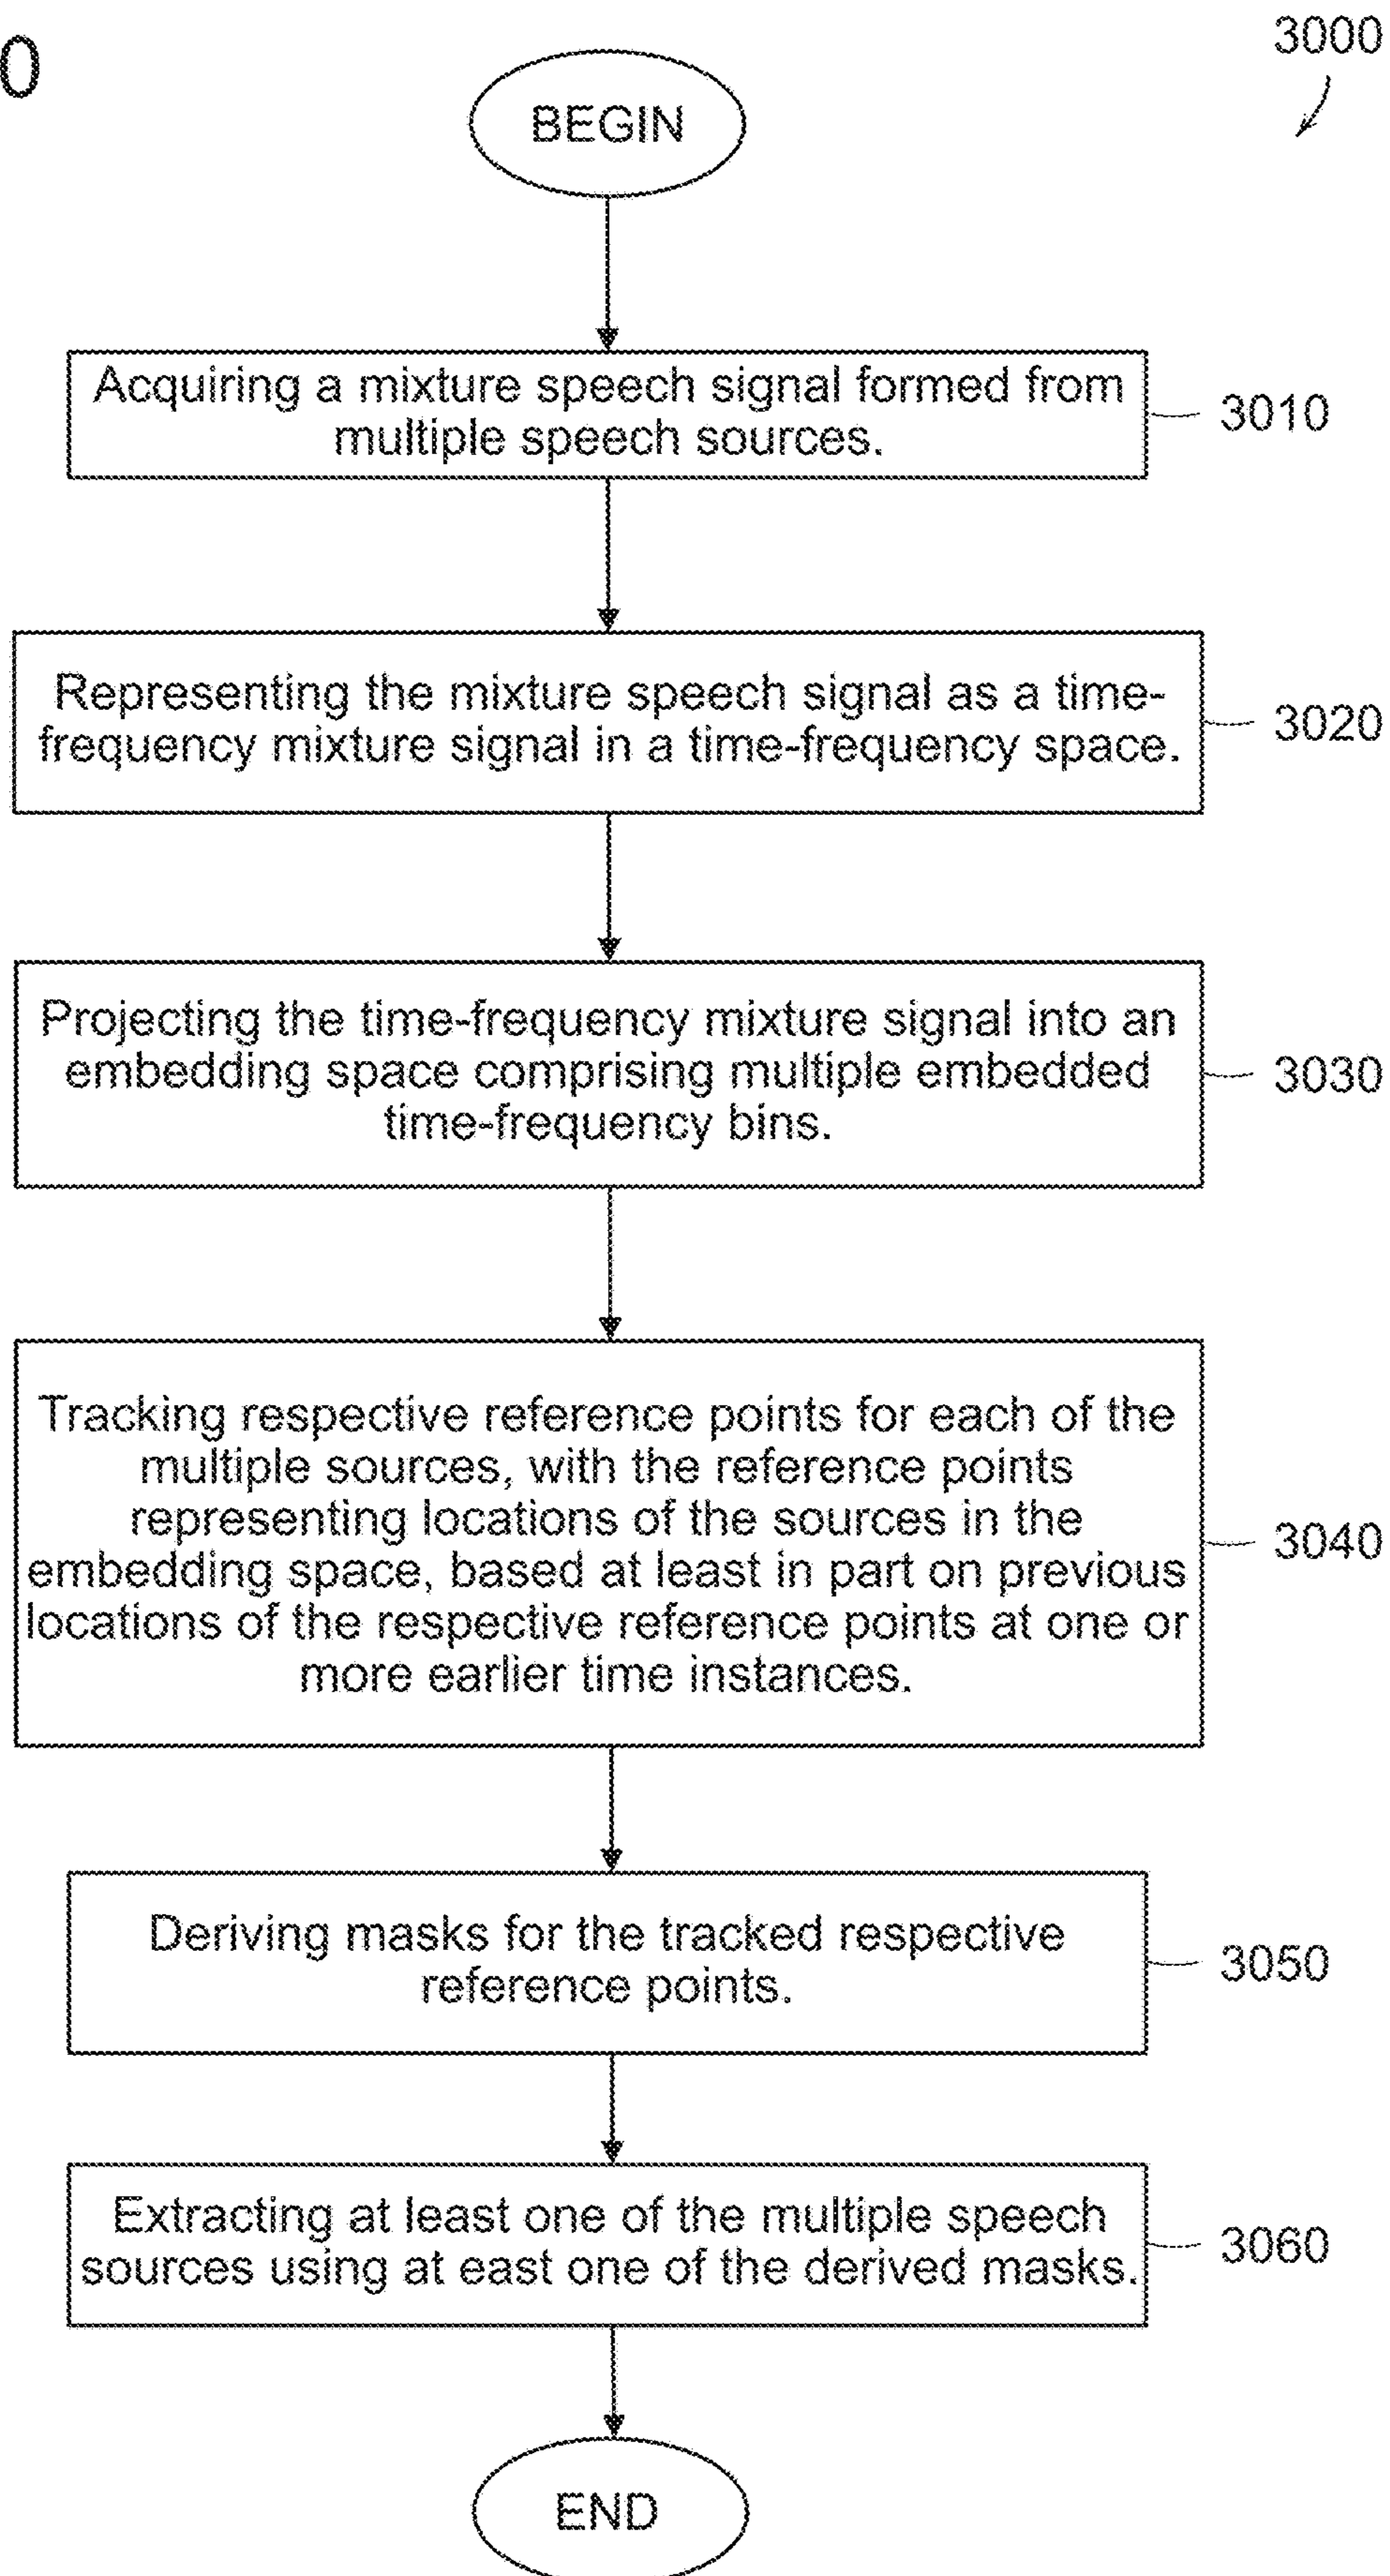 0
3000
BEGIN
Acquiring a mixture speech signal formed from
multiple speech sources.
3010
Representing the mixture speech signal as a time-
frequency mixture signal in a time-frequency space.
3020
Projecting the time-frequency mixture signal into an
embedding space comprising multiple embedded
time-frequency bins.
3030
Tracking respective reference points for each of the
multiple sources, with the reference points
representing locations of the sources in the
embedding space, based at least in part on previous
locations of the respective reference points at one or
more earlier time instances.
3040
Deriving masks for the tracked respective
reference points.
3050
Extracting at least one of the multiple speech
sources using at east one of the derived masks.
3060
END